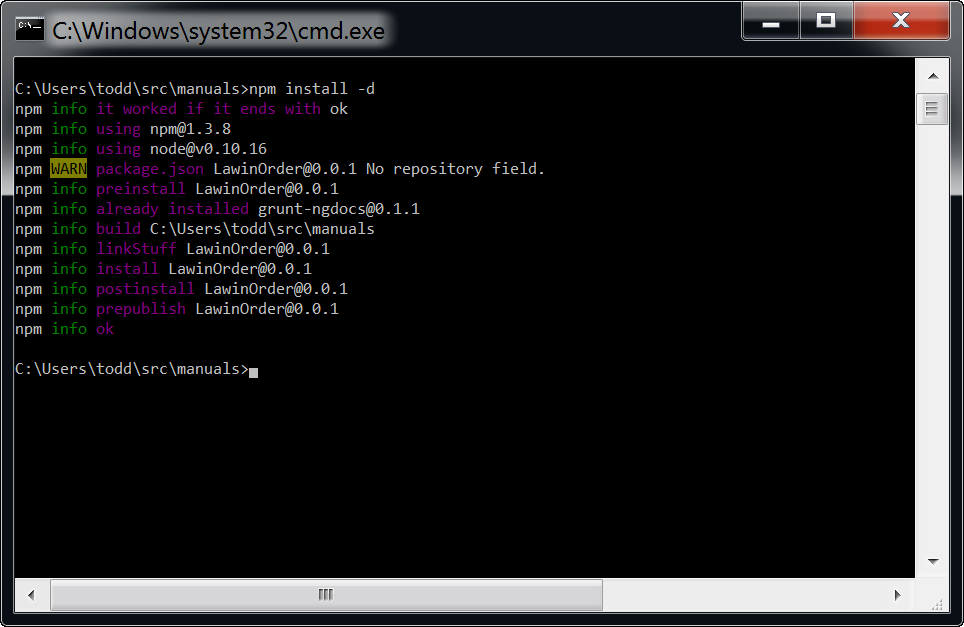 C:\Windows\system32\cmd.exe
C:\Users\todd\src\manuals>npm install -d
npm info it worked if it ends with ok
npm info using npm@1.3.8
npm info using node@v0.10.16
npm WARN package.json LawinOrder@0.0.1 No repository field.
npm info preinstall LawinOrder@0.0.1
npm info already installed grunt-ngdocs@0.1.1
npm info build C:\Users\todd\src\manuals
npm info linkStuff LawinOrder@0.0.1
npm info install LawinOrder@0.0.1
npm info postinstall LawinOrder@0.0.1
npm info prepublish LawinOrder@0.0.1
npm info ok
C:\Users\todd\src\manuals>